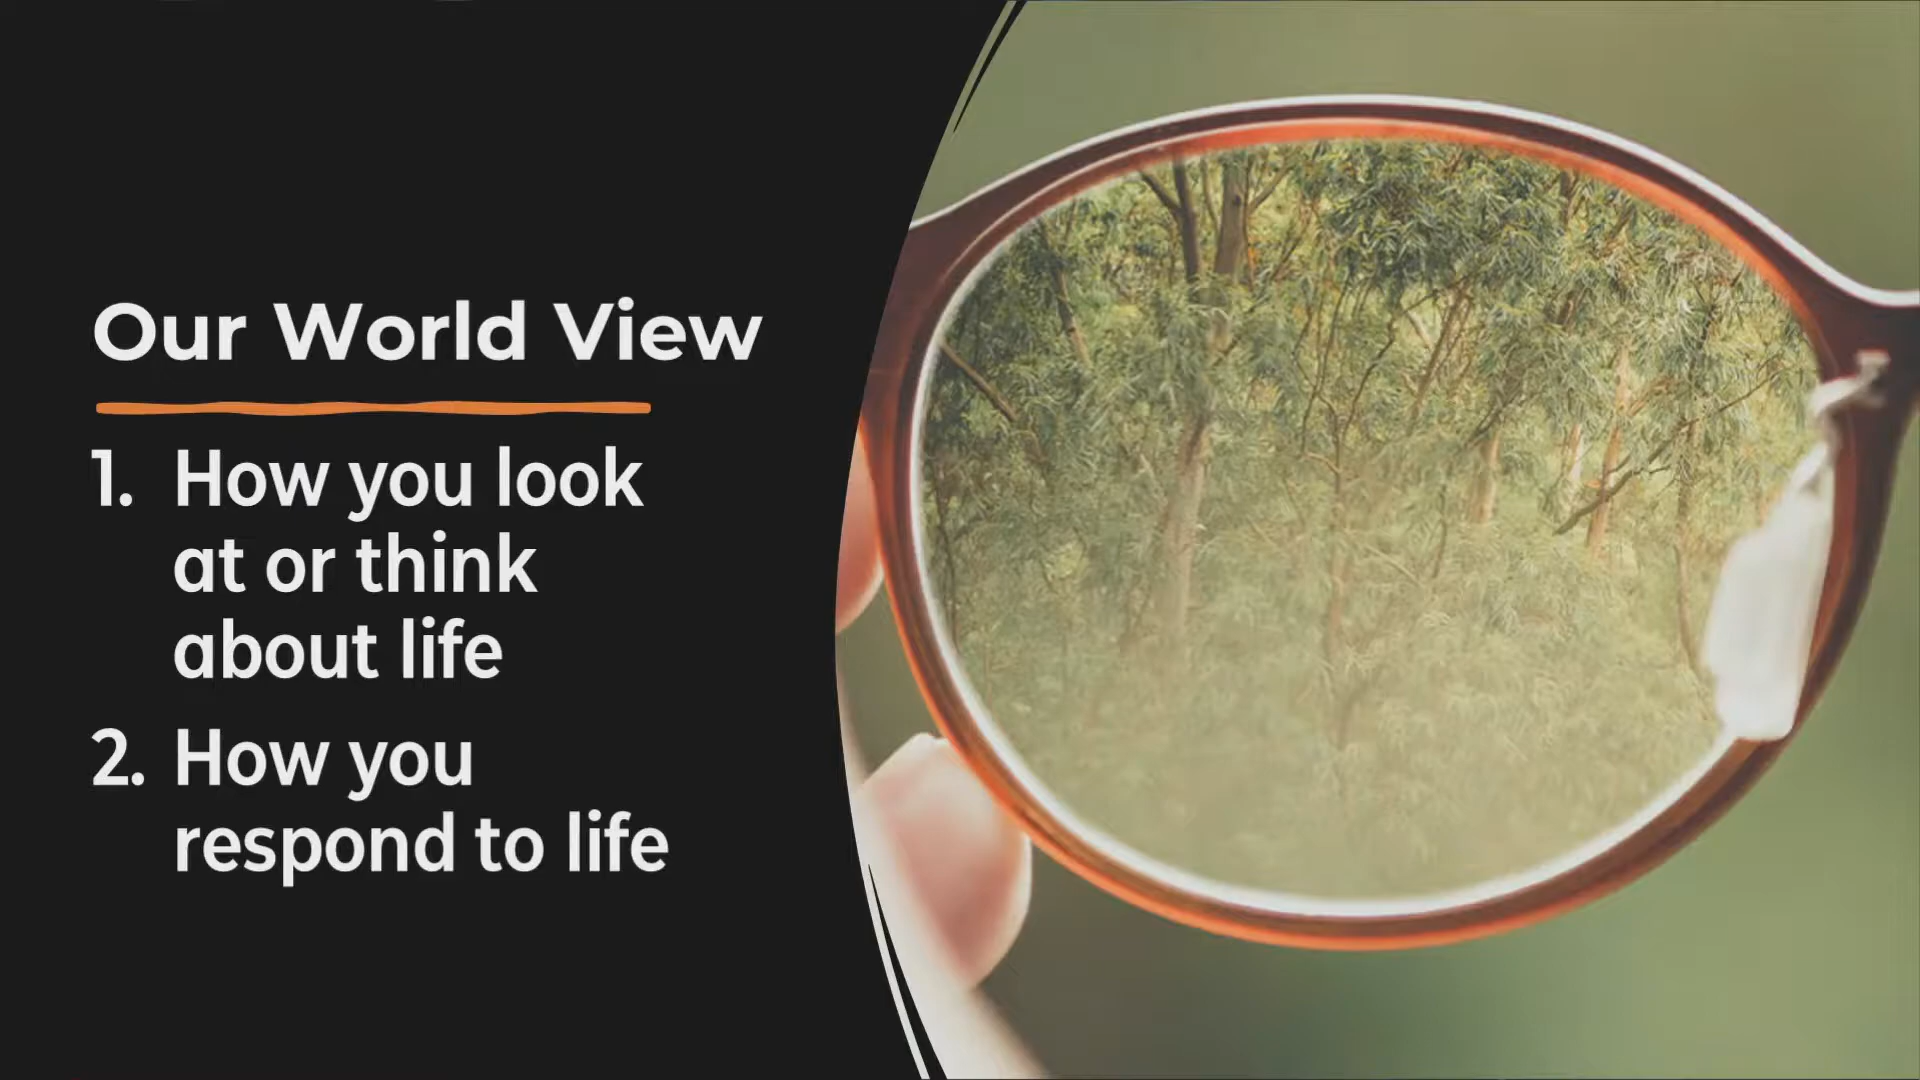 Our World View
1. How you look
at or think
about life
2. How you
respond to life